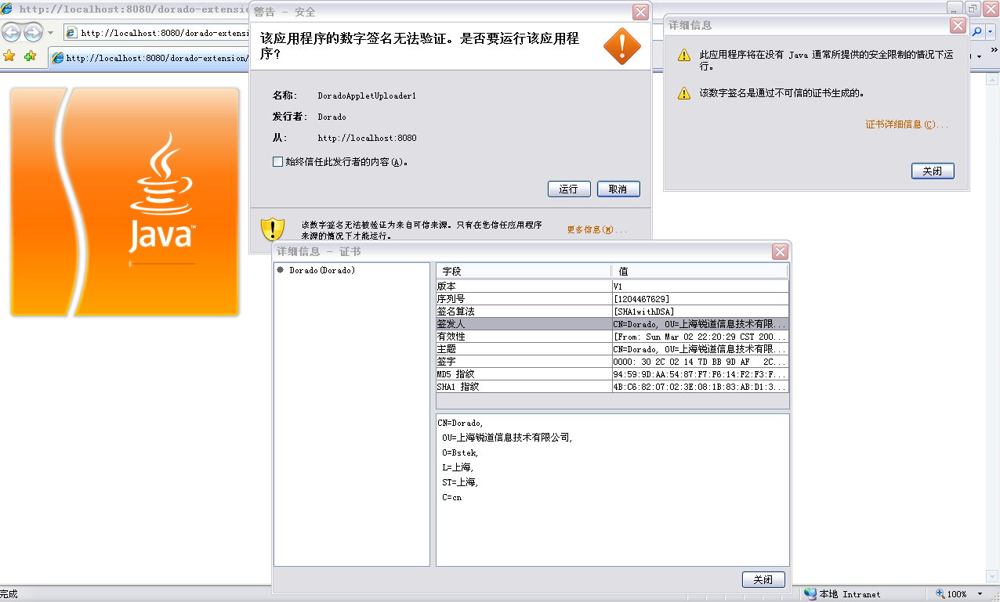 http://localhost:8080/dorado-extensio
http://localhost:8080/dorado-extensi
http://localhost:8080/dorado-extension/
Java™
警告 - 安全
该应用程序的数字签名无法验证。是否要运行该应用程
序?
名称: DoradoAppletUploader1
发行者: Dorado
从: http://localhost:8080
始终信任此发行者的内容(A)。
运行 取消
该数字签名无法被验证为来自可信来源。只有在您信任应用程序
来源的情况下才能运行。
更多信息(M)...
详细信息
此应用程序将在没有 Java 通常所提供的安全限制的情况下运
行。
该数字签名是通过不可信的证书生成的。
证书详细信息(C)...
关闭
详细信息 - 证书
Dorado(Dorado)
字段 值
版本 V1
序列号 [1204467629]
签名算法 [SHA1withDSA]
签发人 CN=Dorado, OU=上海锐道信息技术有限...
有效性 [From: Sun Mar 02 22:20:29 CST 200...
主题 CN=Dorado, OU=上海锐道信息技术有限...
签字 0000: 30 2C 02 14 7D BB 9D AF 2C...
MD5 指纹 94:59:9D:AA:54:87:F7:F6:14:F2:F3:F...
SHA1 指纹 4B:C6:82:07:02:3E:08:1B:83:AB:D1:3...
CN=Dorado,
OU=上海锐道信息技术有限公司,
O=Bstek,
L=上海,
ST=上海,
C=cn
关闭
完成
本地 Intranet
100%